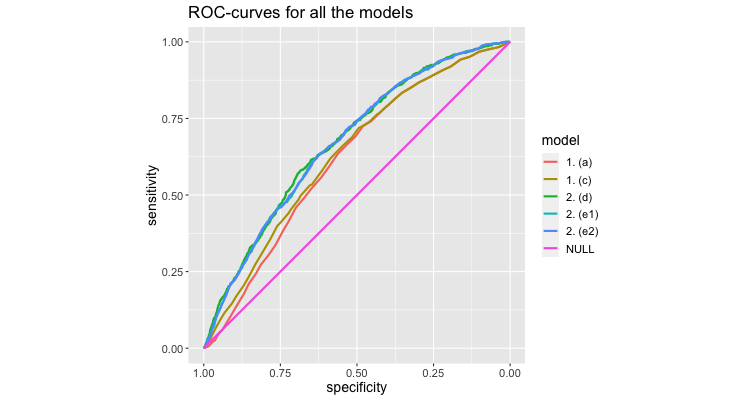 ROC-curves for all the models
1.00
0.75
0.50
0.25
0.00
sensitivity
1.00 0.75 0.50 0.25 0.00
specificity
model
1. (a)
1. (c)
2. (d)
2. (e1)
2. (e2)
NULL